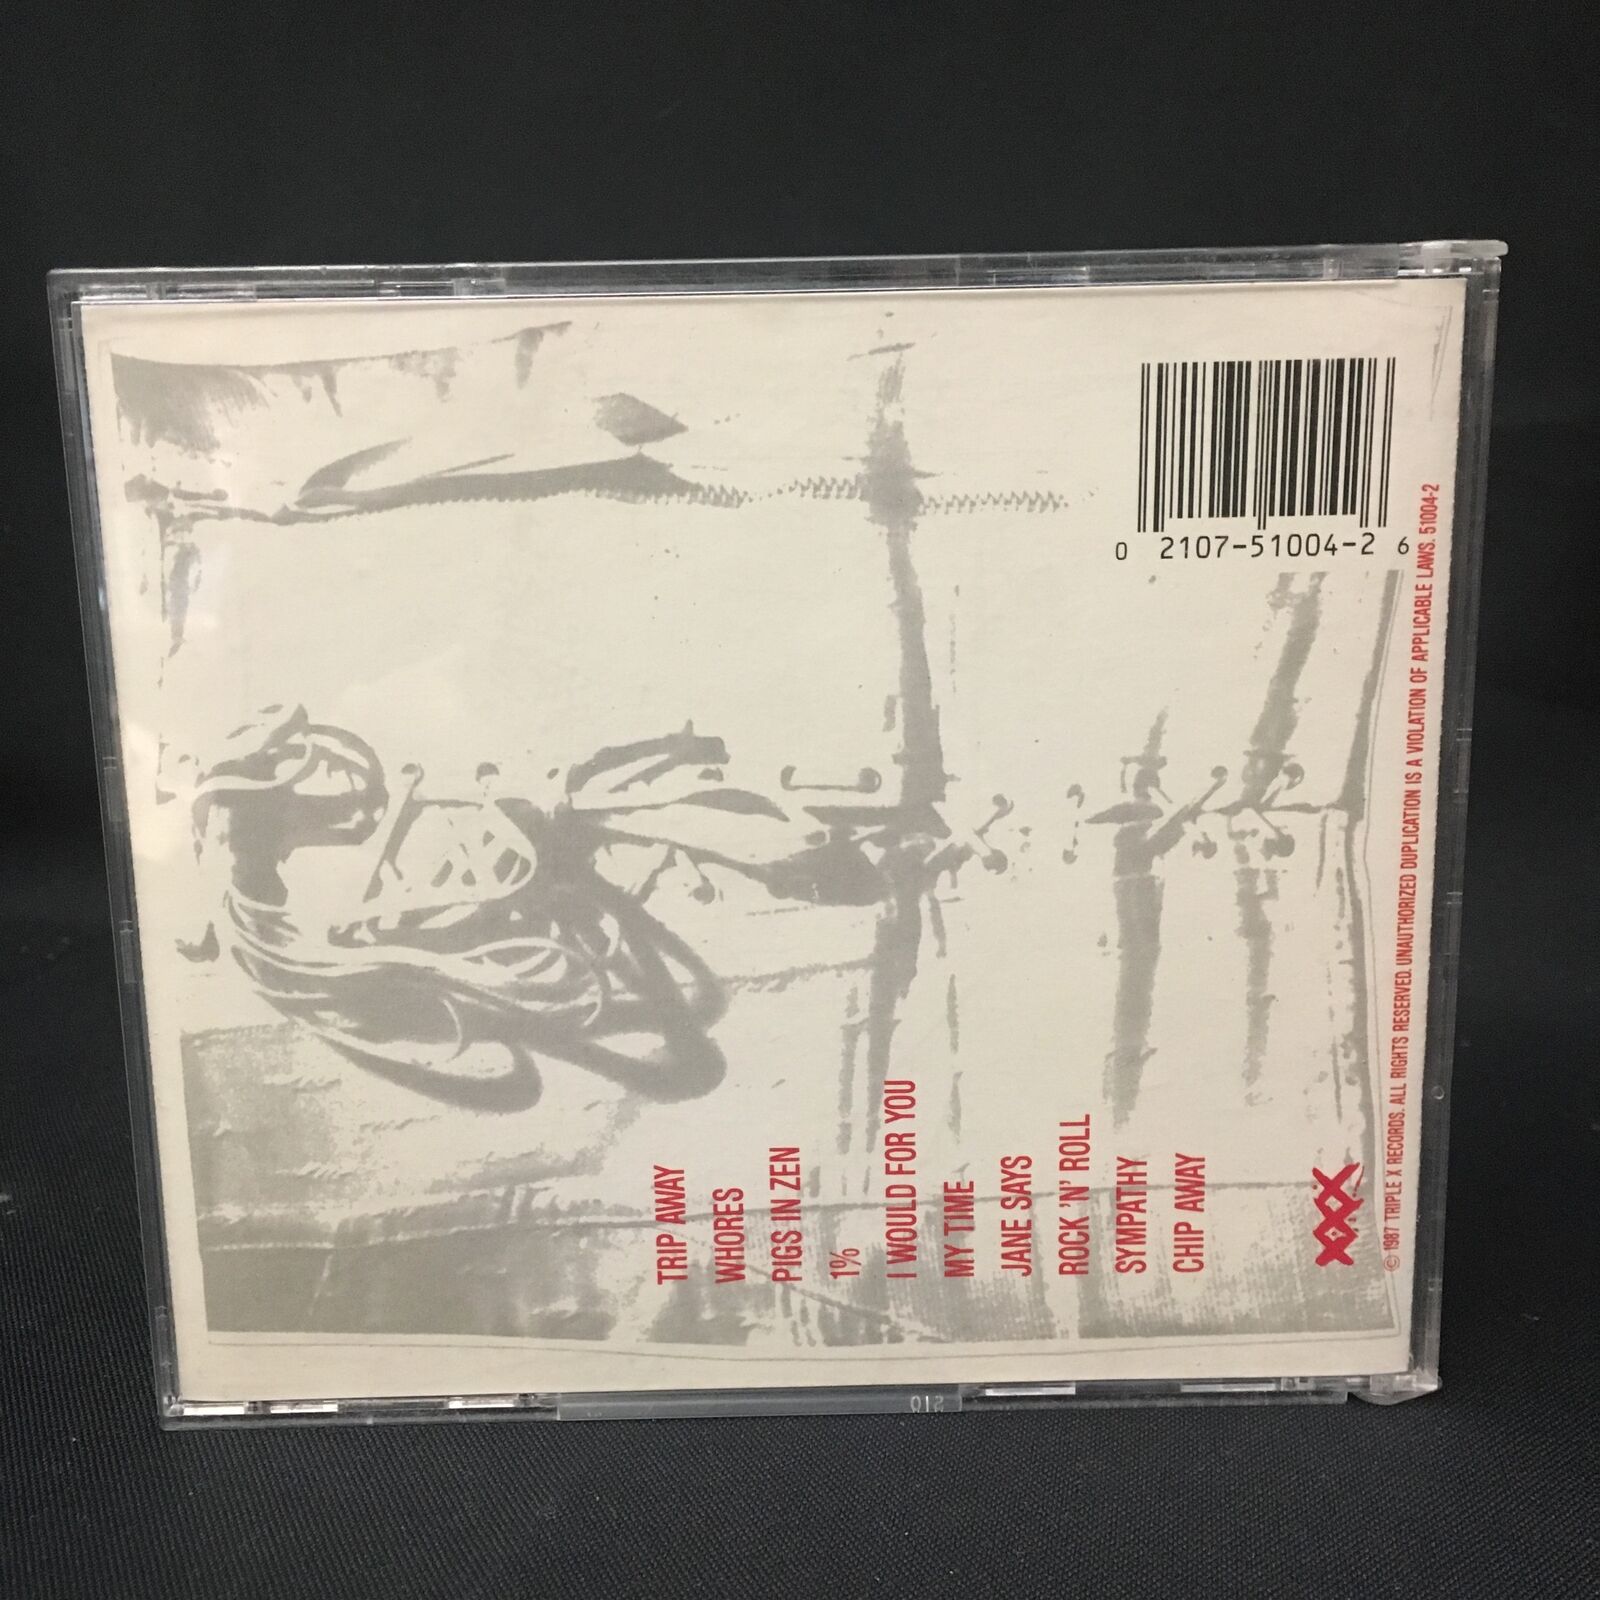 TRIP AWAY
WHORES
PIGS IN ZEN
1%
I WOULD FOR YOU
MY TIME
JANE SAYS
ROCK 'N' ROLL
SYMPATHY
CHIP AWAY
XXX
© 1987 TRIPLE X RECORDS. ALL RIGHTS RESERVED. UNAUTHORIZED DUPLICATION IS A VIOLATION OF APPLICABLE LAWS. 51004-2
0 2107-51004-2 6